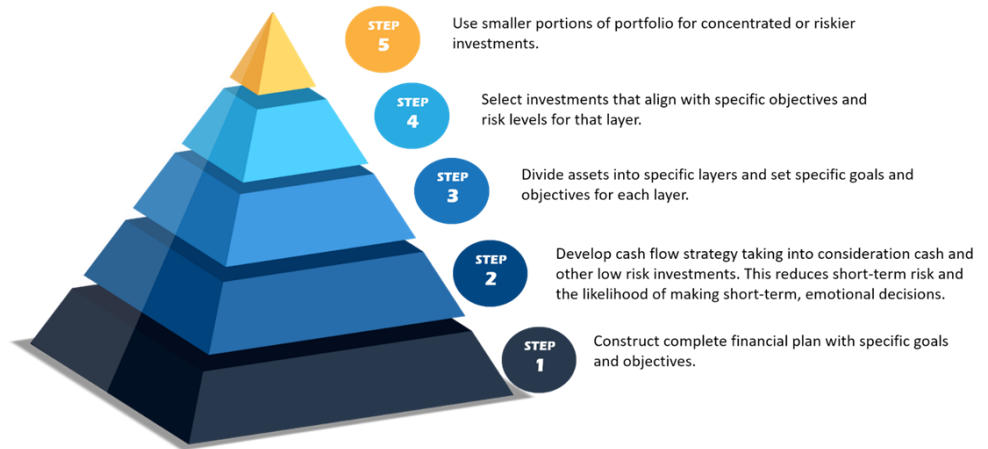 STEP
5
Use smaller portions of portfolio for concentrated or riskier
investments.
STEP
4
Select investments that align with specific objectives and
risk levels for that layer.
STEP
3
Divide assets into specific layers and set specific goals and
objectives for each layer.
STEP
2
Develop cash flow strategy taking into consideration cash and
other low risk investments. This reduces short-term risk and
the likelihood of making short-term, emotional decisions.
STEP
1
Construct complete financial plan with specific goals
and objectives.